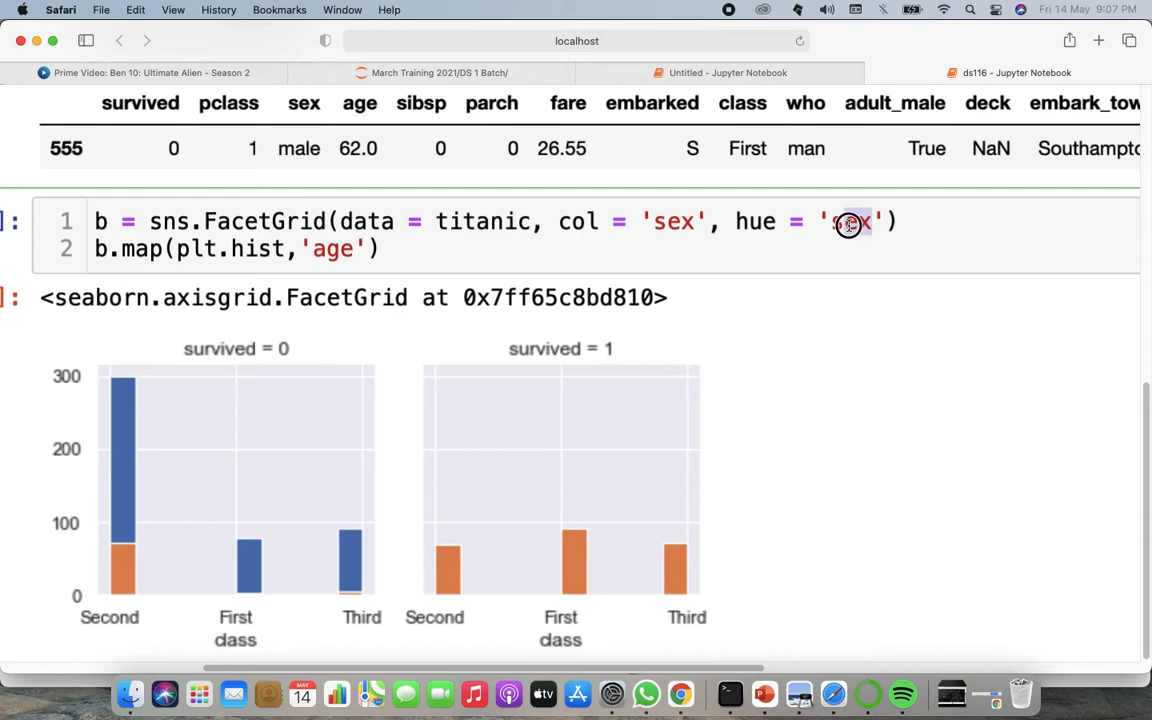 Safari File Edit View History Bookmarks Window Help Fri 14 May 9:07 PM
localhost
Prime Video: Ben 10: Ultimate Alien - Season 2 March Training 2021/DS 1 Batch/ Untitled - Jupyter Notebook ds116 - Jupyter Notebook
survived pclass sex age sibsp parch fare embarked class who adult_male deck embark_tow
555 0 1 male 62.0 0 0 26.55 S First man True NaN Southampto
]: 1 b = sns.FacetGrid(data = titanic, col = 'sex', hue = 'sex')
2 b.map(plt.hist,'age')
]: <seaborn.axisgrid.FacetGrid at 0x7ff65c8bd810>
survived = 0 survived = 1
300
200
100
0
Second First Third Second First Third
class class
MAY
14
tv